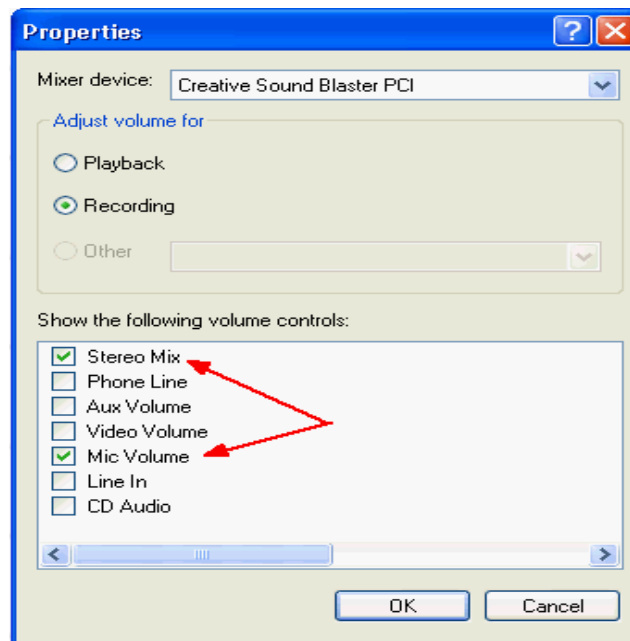 Properties
Mixer device: Creative Sound Blaster PCI
Adjust volume for
Playback
Recording
Other
Show the following volume controls:
Stereo Mix
Phone Line
Aux Volume
Video Volume
Mic Volume
Line In
CD Audio
OK Cancel